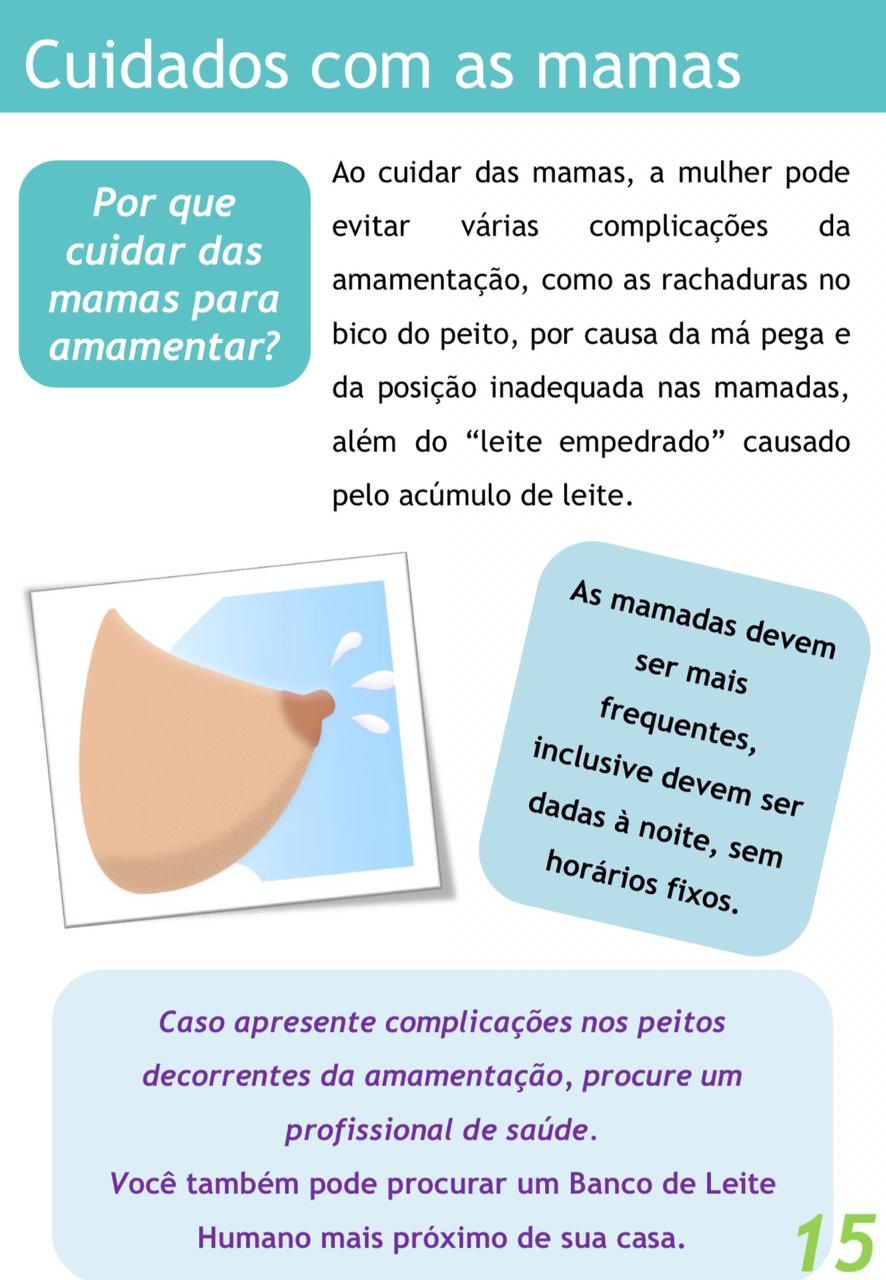 Cuidados com as mamas
Por que
cuidar das
mamas para
amamentar?
Ao cuidar das mamas, a mulher pode
evitar várias complicações da
amamentação, como as rachaduras no
bico do peito, por causa da má pega e
da posição inadequada nas mamadas,
além do “leite empedrado” causado
pelo acúmulo de leite.
As mamadas devem
ser mais
frequentes,
inclusive devem ser
dadas à noite, sem
horários fixos.
Caso apresente complicações nos peitos
decorrentes da amamentação, procure um
profissional de saúde.
Você também pode procurar um Banco de Leite
Humano mais próximo de sua casa.
15